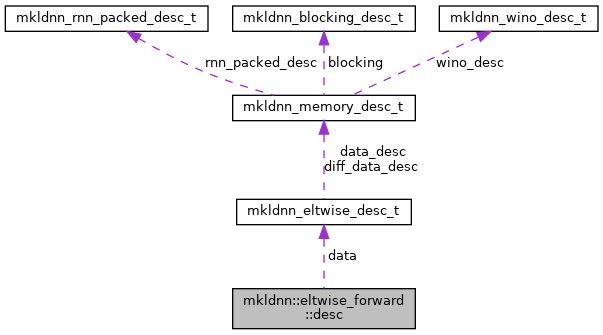 mkldnn_rnn_packed_desc_t
mkldnn_blocking_desc_t
mkldnn_wino_desc_t
rnn_packed_desc
blocking
wino_desc
mkldnn_memory_desc_t
data_desc
diff_data_desc
mkldnn_eltwise_desc_t
data
mkldnn::eltwise_forward
::desc